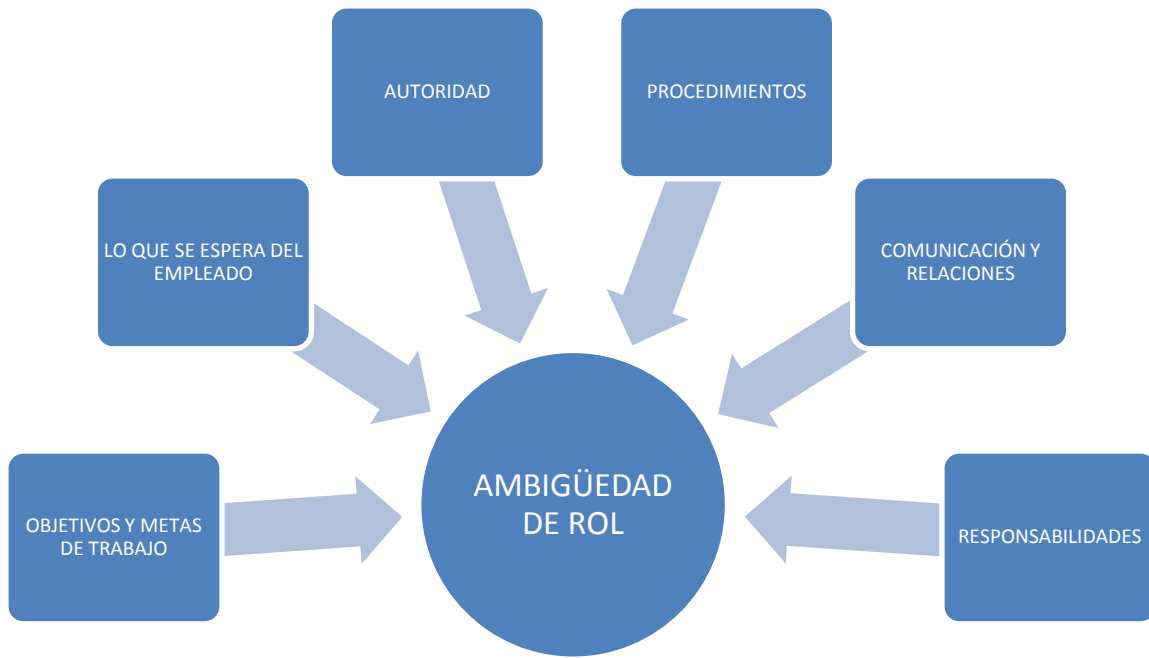 AUTORIDAD
PROCEDIMIENTOS
LO QUE SE ESPERA DEL
EMPLEADO
COMUNICACIÓN Y
RELACIONES
AMBIGÜEDAD
DE ROL
OBJETIVOS Y METAS
DE TRABAJO
RESPONSABILIDADES